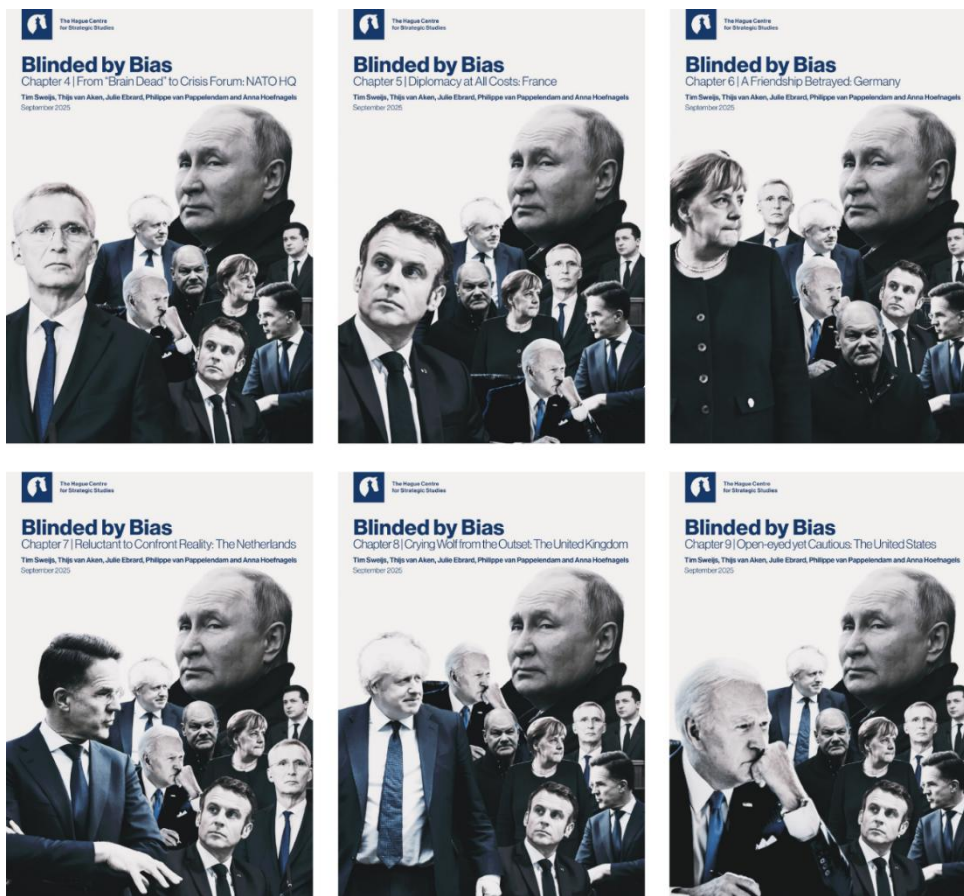 The Hague Centre
for Strategic Studies
Blinded by Bias
Chapter 4 | From “Brain Dead” to Crisis Forum: NATO HQ
Tim Sweijs, Thijs van Aken, Julie Ebrard, Philippe van Pappelendam and Anna Hoefnagels
September 2025
The Hague Centre
for Strategic Studies
Blinded by Bias
Chapter 5 | Diplomacy at All Costs: France
Tim Sweijs, Thijs van Aken, Julie Ebrard, Philippe van Pappelendam and Anna Hoefnagels
September 2025
The Hague Centre
for Strategic Studies
Blinded by Bias
Chapter 6 | A Friendship Betrayed: Germany
Tim Sweijs, Thijs van Aken, Julie Ebrard, Philippe van Pappelendam and Anna Hoefnagels
September 2025
The Hague Centre
for Strategic Studies
Blinded by Bias
Chapter 7 | Reluctant to Confront Reality: The Netherlands
Tim Sweijs, Thijs van Aken, Julie Ebrard, Philippe van Pappelendam and Anna Hoefnagels
September 2025
The Hague Centre
for Strategic Studies
Blinded by Bias
Chapter 8 | Crying Wolf from the Outset: The United Kingdom
Tim Sweijs, Thijs van Aken, Julie Ebrard, Philippe van Pappelendam and Anna Hoefnagels
September 2025
The Hague Centre
for Strategic Studies
Blinded by Bias
Chapter 9 | Open-eyed yet Cautious: The United States
Tim Sweijs, Thijs van Aken, Julie Ebrard, Philippe van Pappelendam and Anna Hoefnagels
September 2025